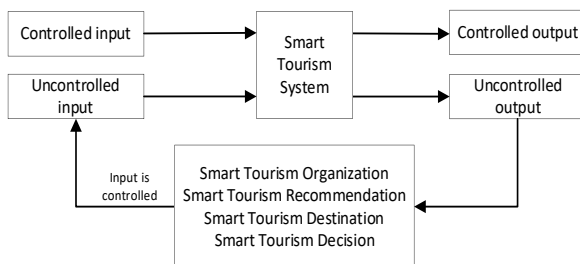 Controlled input
Smart
Tourism
System
Controlled output
Uncontrolled
input
Uncontrolled
output
Input is
controlled
Smart Tourism Organization
Smart Tourism Recommendation
Smart Tourism Destination
Smart Tourism Decision